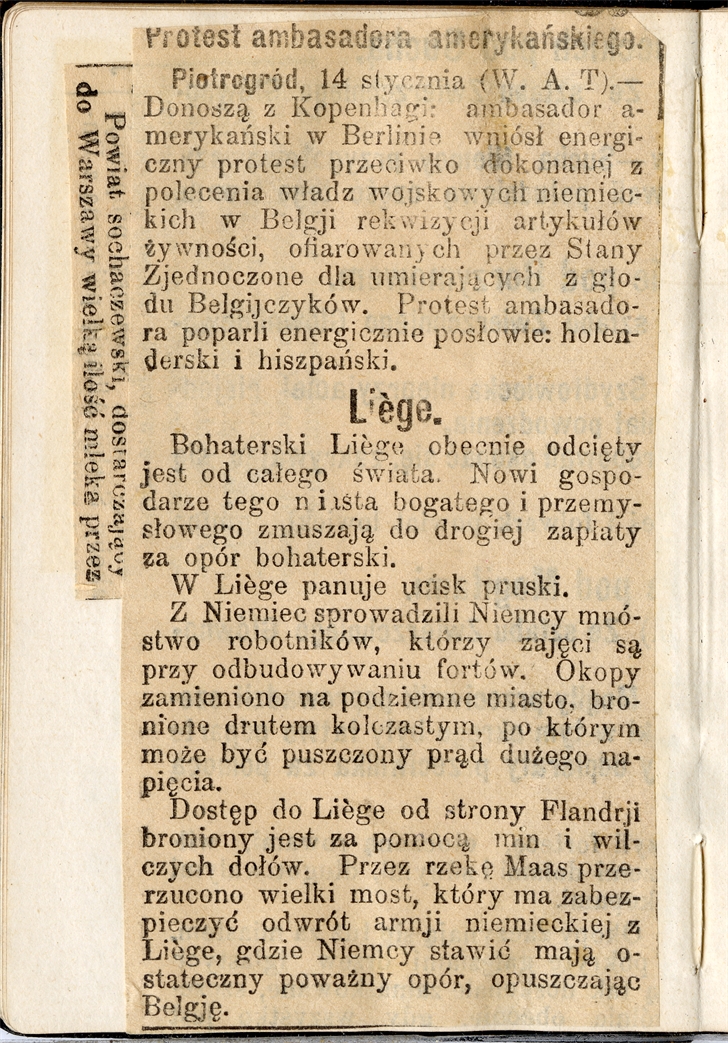 Protest ambasadora amerykańskiego.
Piotrogród, 14 stycznia (W. A. T).—
Donoszą z Kopenhagi: ambasador a-
merykański w Berlinie wniósł energi-
czny protest przeciwko dokonanej z
polecenia władz wojskowych niemiec-
kich w Belgji rekwizycji artykułów
żywności, ofiarowanych przez Stany
Zjednoczone dla umierających z gło-
du Belgijczyków. Protest ambasado-
ra poparli energicznie posłowie: holen-
derski i hiszpański.
Liège.
Bohaterski Liège obecnie odcięty
jest od całego świata. Nowi gospo-
darze tego miasta bogatego i przemy-
słowego zmuszają do drogiej zapłaty
za opór bohaterski.
W Liège panuje ucisk pruski.
Z Niemiec sprowadzili Niemcy mnó-
stwo robotników, którzy zajęci są
przy odbudowywaniu fortów. Okopy
zamieniono na podziemne miasto, bro-
nione drutem kolczastym, po którym
może być puszczony prąd dużego na-
pięcia.
Dostęp do Liège od strony Flandrji
broniony jest za pomocą min i wil-
czych dołów. Przez rzekę Maas prze-
rzucono wielki most, który ma zabez-
pieczyć odwrót armji niemieckiej z
Liège, gdzie Niemcy stawić mają o-
stateczny poważny opór, opuszczając
Belgję.
Powiat sochaczewski, dostarczający
do Warszawy wielką ilość mleka przez